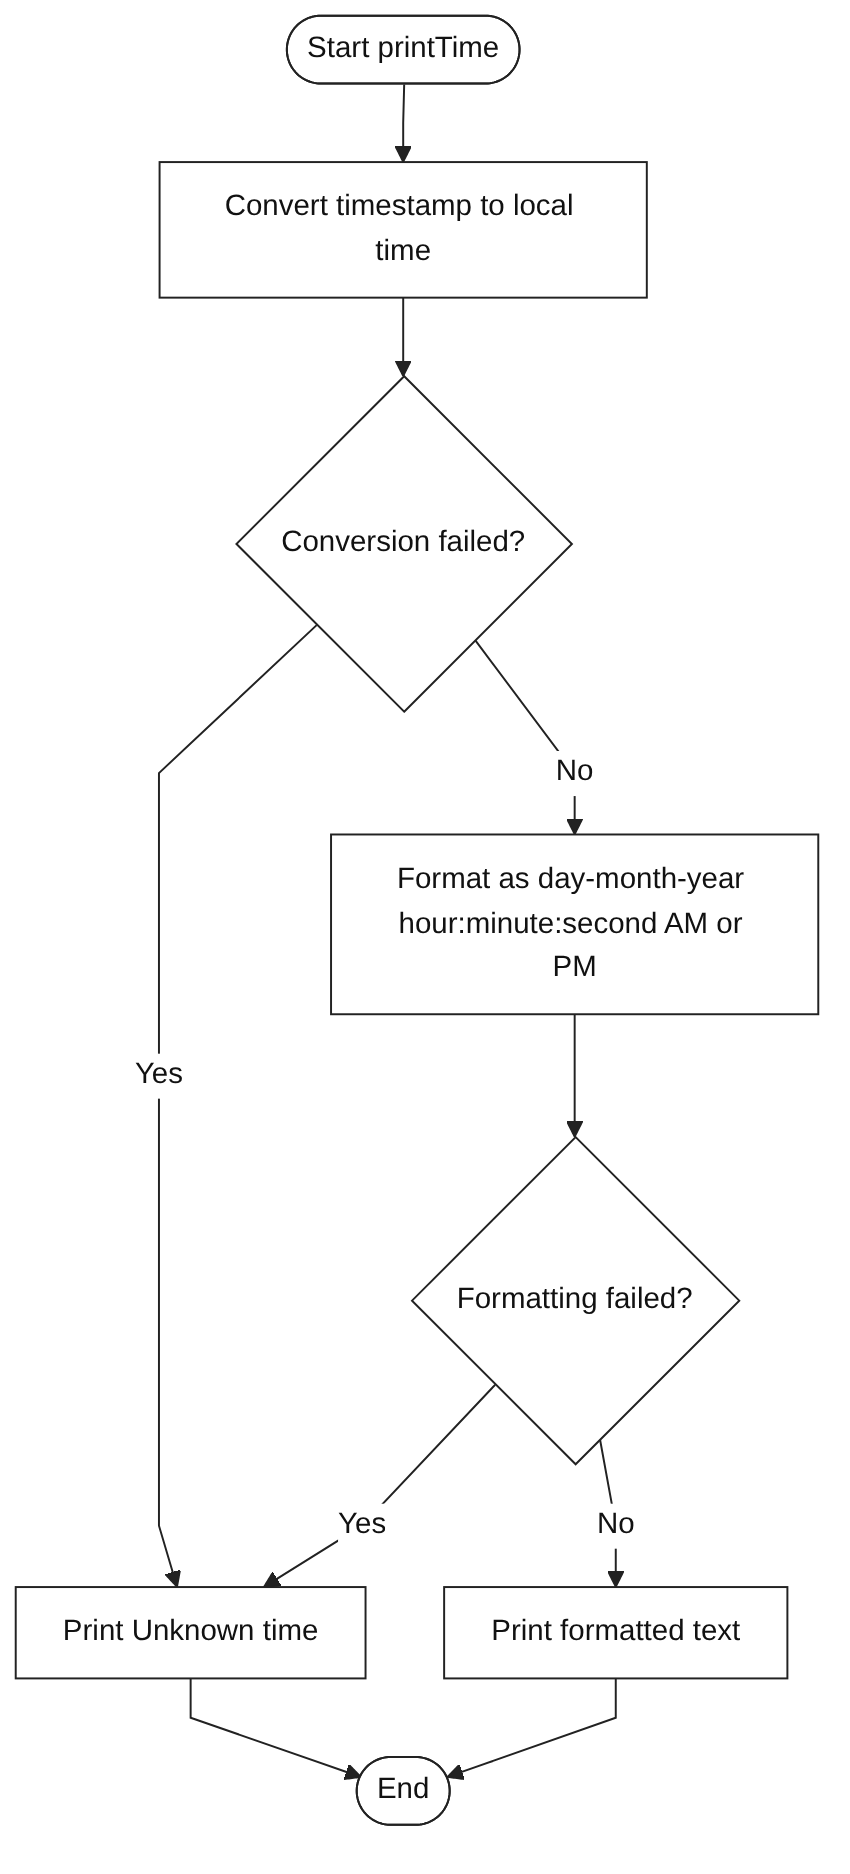 Start printTime
Convert timestamp to local
time
Conversion failed?
No
Format as day-month-year
hour:minute:second AM or
PM
Yes
Formatting failed?
Yes
No
Print Unknown time
Print formatted text
End